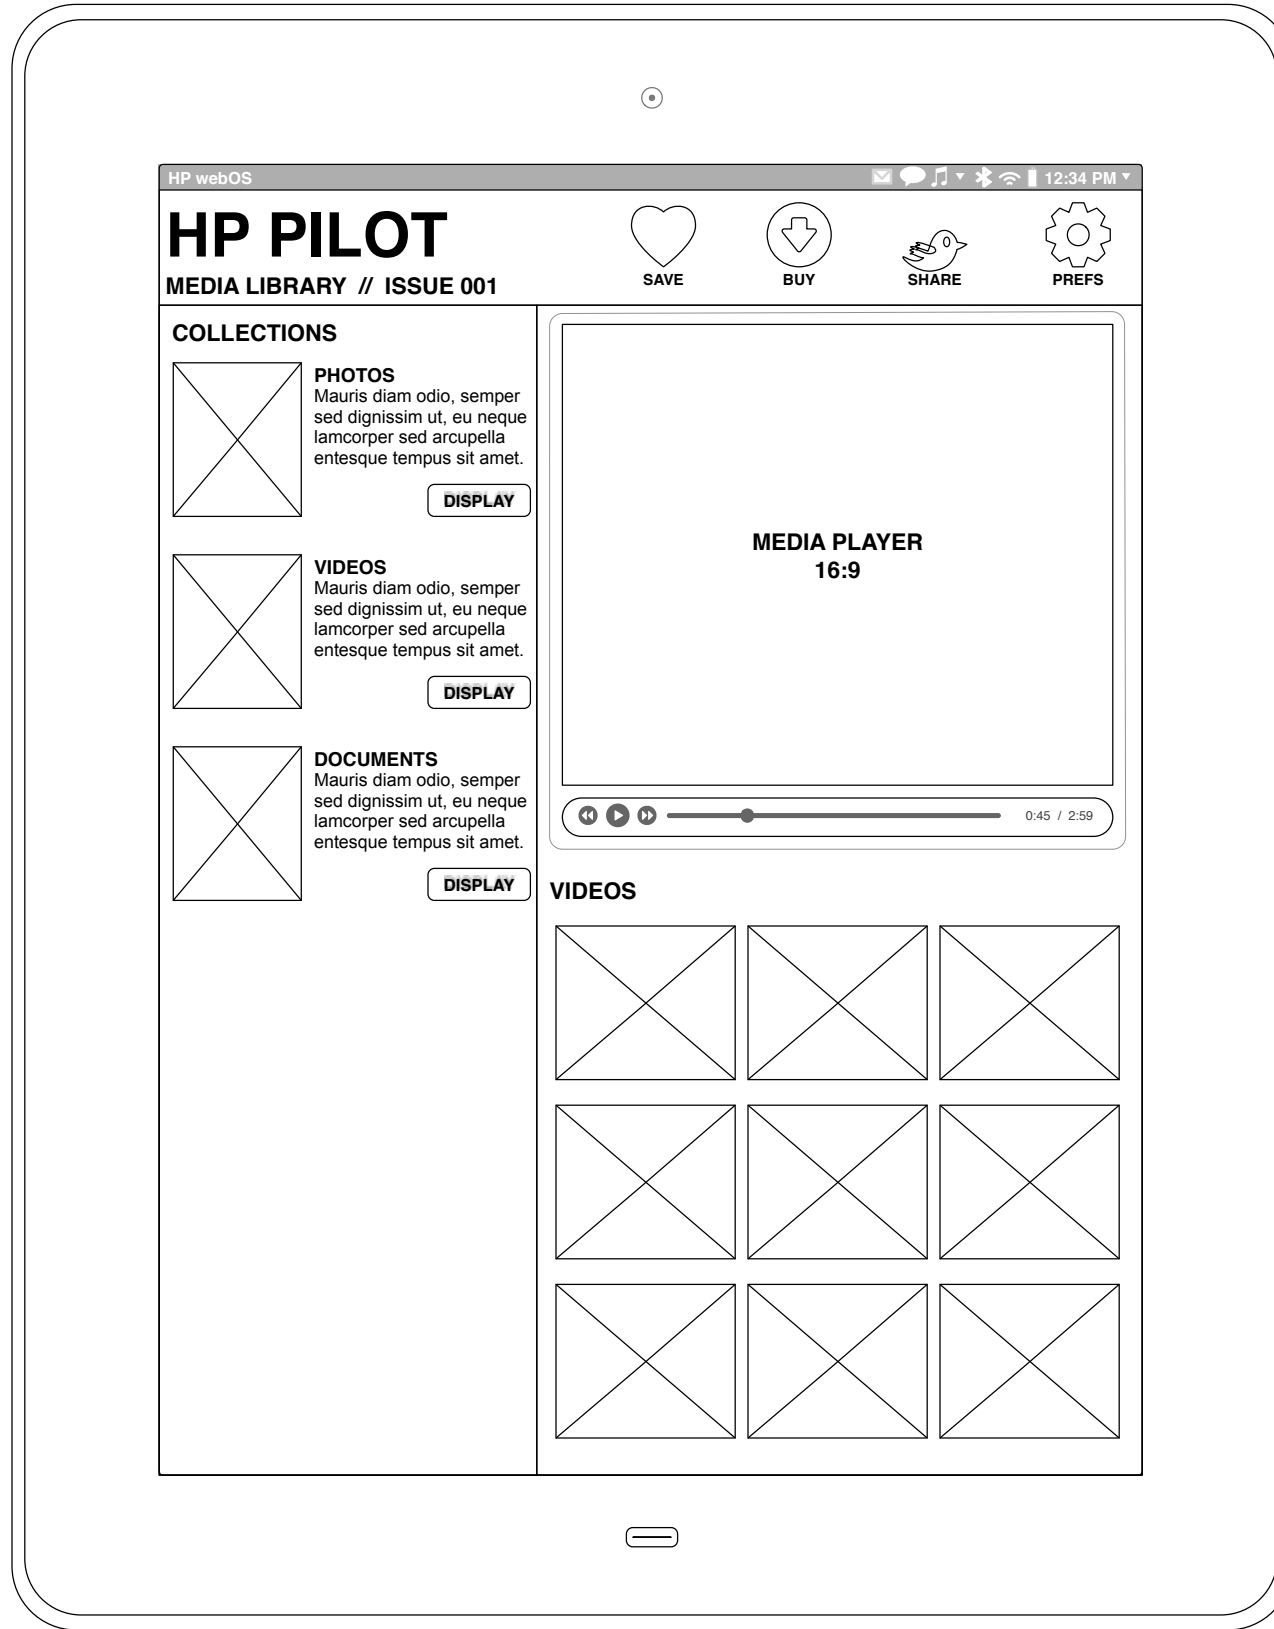 HP webOS
12:34 PM
HP PILOT
MEDIA LIBRARY // ISSUE 001
SAVE
BUY
SHARE
PREFS
COLLECTIONS
PHOTOS
Mauris diam odio, semper
sed dignissim ut, eu neque
lamcorper sed arcupella
entesque tempus sit amet.
DISPLAY
VIDEOS
Mauris diam odio, semper
sed dignissim ut, eu neque
lamcorper sed arcupella
entesque tempus sit amet.
DISPLAY
DOCUMENTS
Mauris diam odio, semper
sed dignissim ut, eu neque
lamcorper sed arcupella
entesque tempus sit amet.
DISPLAY
MEDIA PLAYER
16:9
0:45 / 2:59
VIDEOS